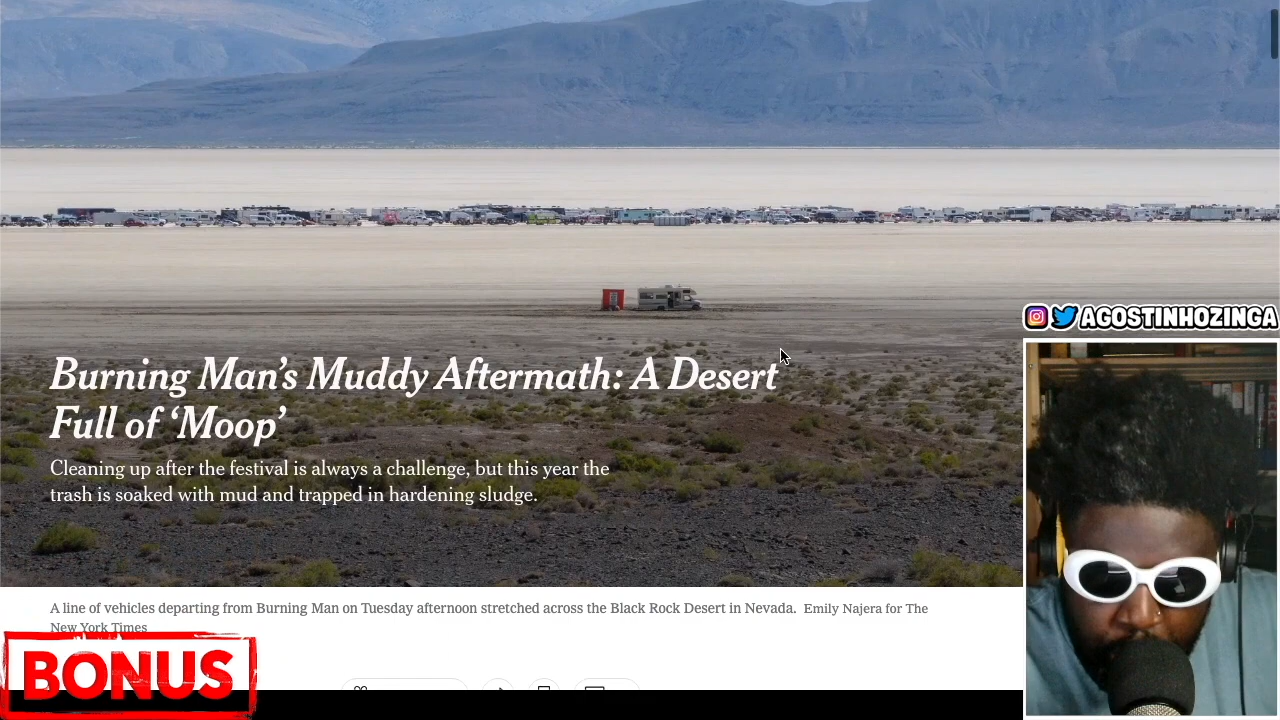 Burning Man’s Muddy Aftermath: A Desert
Full of ‘Moop’
Cleaning up after the festival is always a challenge, but this year the
trash is soaked with mud and trapped in hardening sludge.
AGOSTINHOZINGA
A line of vehicles departing from Burning Man on Tuesday afternoon stretched across the Black Rock Desert in Nevada. Emily Najera for The
New York Times
BONUS